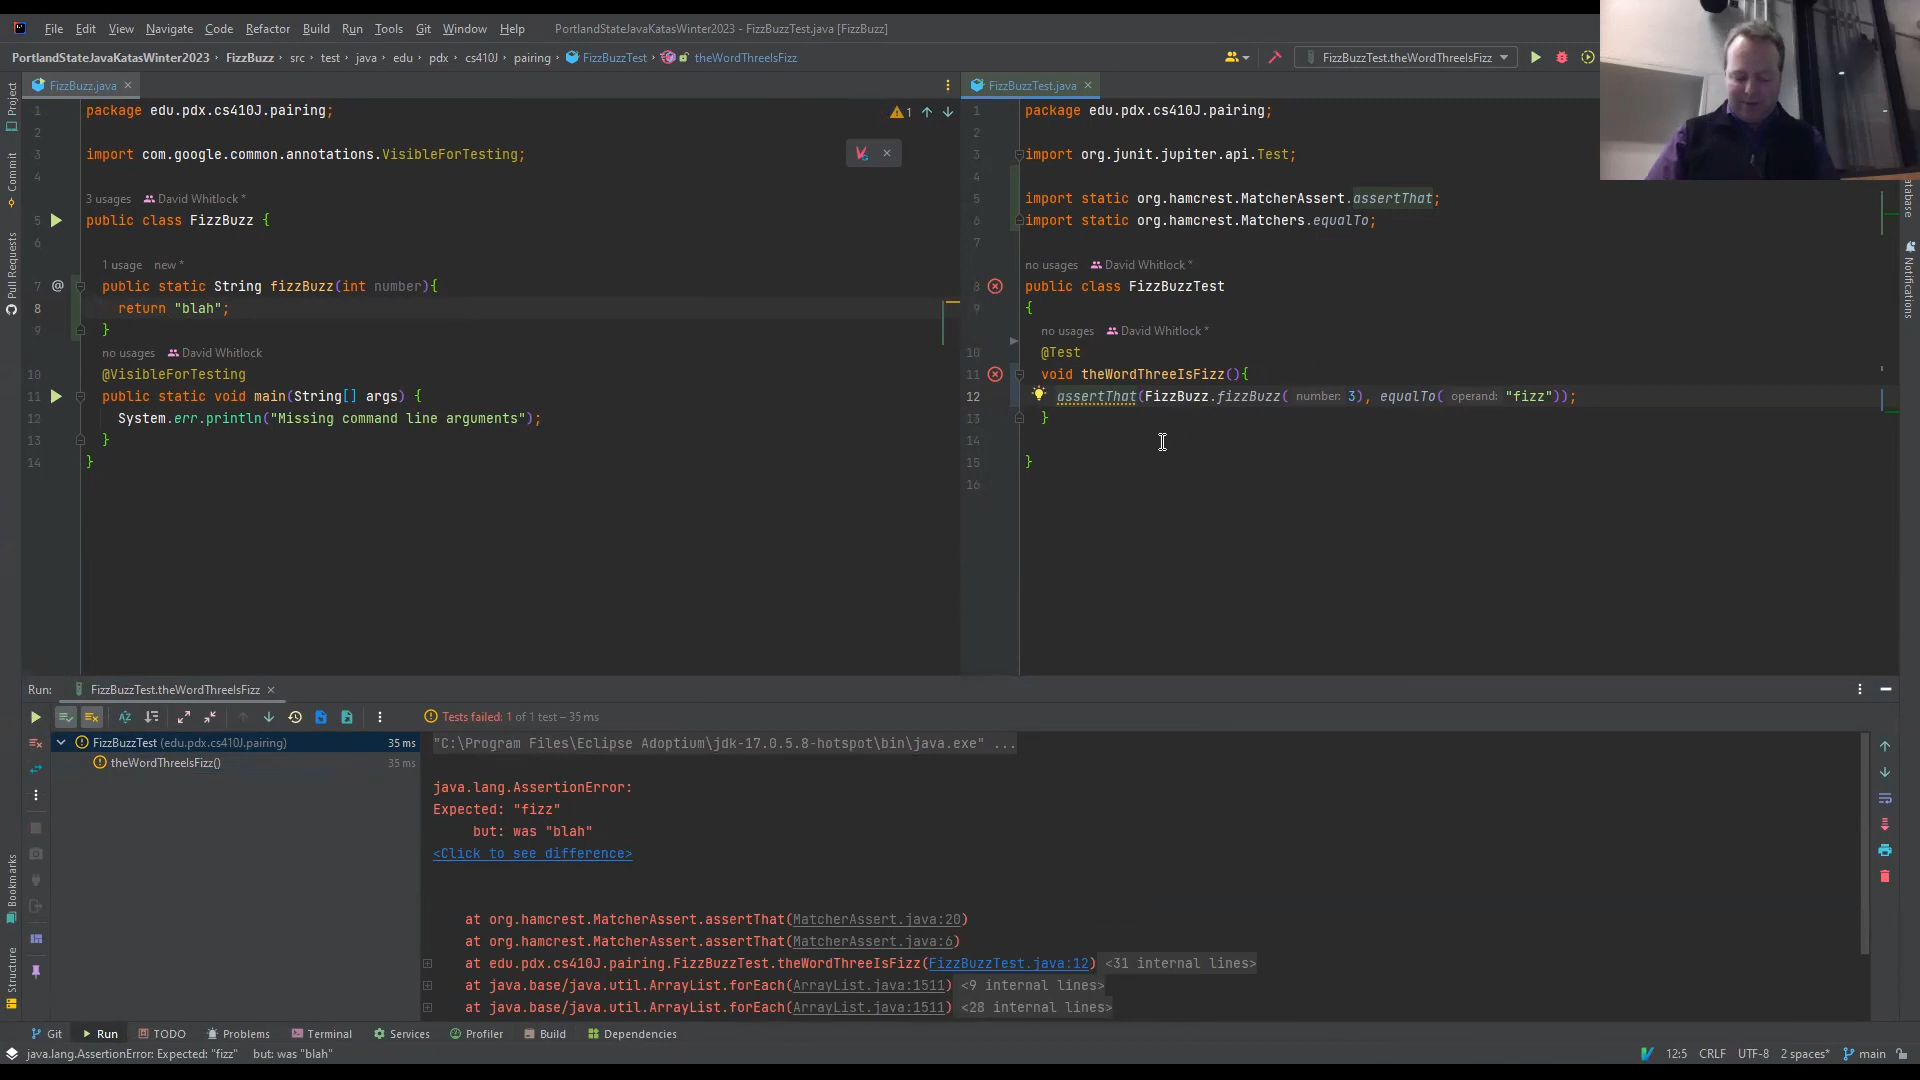 File Edit View Navigate Code Refactor Build Run Tools Git Window Help PortlandStateJavaKatasWinter2023 - FizzBuzzTest.java [FizzBuzz]
PortlandStateJavaKatasWinter2023 › FizzBuzz › src › test › java › edu › pdx › cs410J › pairing › FizzBuzzTest › theWordThreeIsFizz
FizzBuzzTest.theWordThreeIsFizz
Project
Commit
Pull Requests
Bookmarks
Structure
FizzBuzz.java
1 package edu.pdx.cs410J.pairing;
1
2
3 import com.google.common.annotations.VisibleForTesting;
4
3 usages David Whitlock *
5 public class FizzBuzz {
6
1 usage new *
7 @ public static String fizzBuzz(int number){
8 return "blah";
9 }
no usages David Whitlock
10 @VisibleForTesting
11 public static void main(String[] args) {
12 System.err.println("Missing command line arguments");
13 }
14 }
FizzBuzzTest.java
1 package edu.pdx.cs410J.pairing;
2
3 import org.junit.jupiter.api.Test;
4
5 import static org.hamcrest.MatcherAssert.assertThat;
6 import static org.hamcrest.Matchers.equalTo;
7
no usages David Whitlock *
8 public class FizzBuzzTest
9 {
no usages David Whitlock *
10 @Test
11 void theWordThreeIsFizz(){
12 assertThat(FizzBuzz.fizzBuzz( number: 3), equalTo( operand: "fizz"));
13 }
14
15 }
16
Notifications
Run: FizzBuzzTest.theWordThreeIsFizz
Tests failed: 1 of 1 test – 35 ms
FizzBuzzTest (edu.pdx.cs410J.pairing) 35 ms
theWordThreeIsFizz() 35 ms
"C:\Program Files\Eclipse Adoptium\jdk-17.0.5.8-hotspot\bin\java.exe" ...
java.lang.AssertionError:
Expected: "fizz"
but: was "blah"
<Click to see difference>
at org.hamcrest.MatcherAssert.assertThat(MatcherAssert.java:20)
at org.hamcrest.MatcherAssert.assertThat(MatcherAssert.java:6)
at edu.pdx.cs410J.pairing.FizzBuzzTest.theWordThreeIsFizz(FizzBuzzTest.java:12) <31 internal lines>
at java.base/java.util.ArrayList.forEach(ArrayList.java:1511) <9 internal lines>
at java.base/java.util.ArrayList.forEach(ArrayList.java:1511) <28 internal lines>
Git Run TODO Problems Terminal Services Profiler Build Dependencies
java.lang.AssertionError: Expected: "fizz" but: was "blah"
12:5 CRLF UTF-8 2 spaces* main